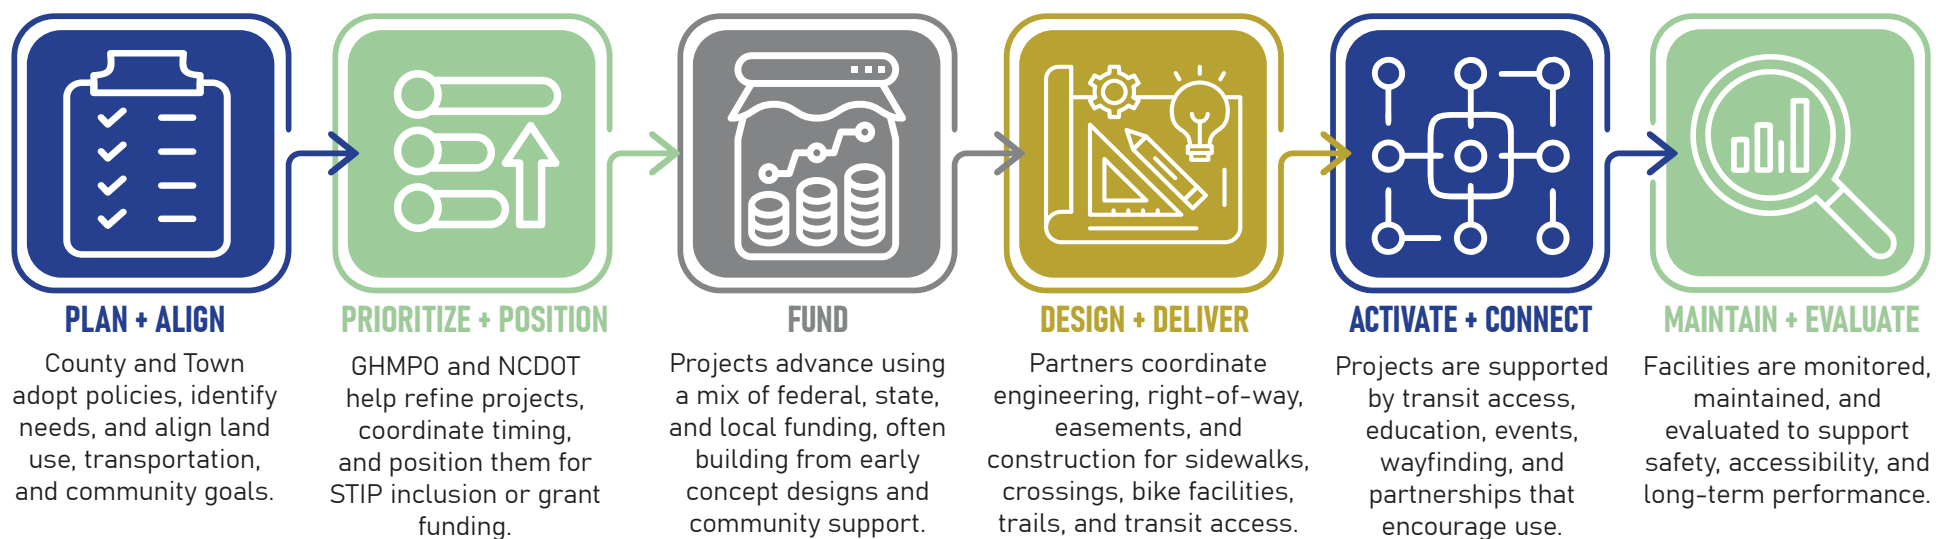 PLAN + ALIGN
County and Town
adopt policies, identify
needs, and align land
use, transportation,
and community goals.
PRIORITIZE + POSITION
GHMPO and NCDOT
help refine projects,
coordinate timing,
and position them for
STIP inclusion or grant
funding.
FUND
Projects advance using
a mix of federal, state,
and local funding, often
building from early
concept designs and
community support.
DESIGN + DELIVER
Partners coordinate
engineering, right-of-way,
easements, and
construction for sidewalks,
crossings, bike facilities,
trails, and transit access.
ACTIVATE + CONNECT
Projects are supported
by transit access,
education, events,
wayfinding, and
partnerships that
encourage use.
MAINTAIN + EVALUATE
Facilities are monitored,
maintained, and
evaluated to support
safety, accessibility, and
long-term performance.